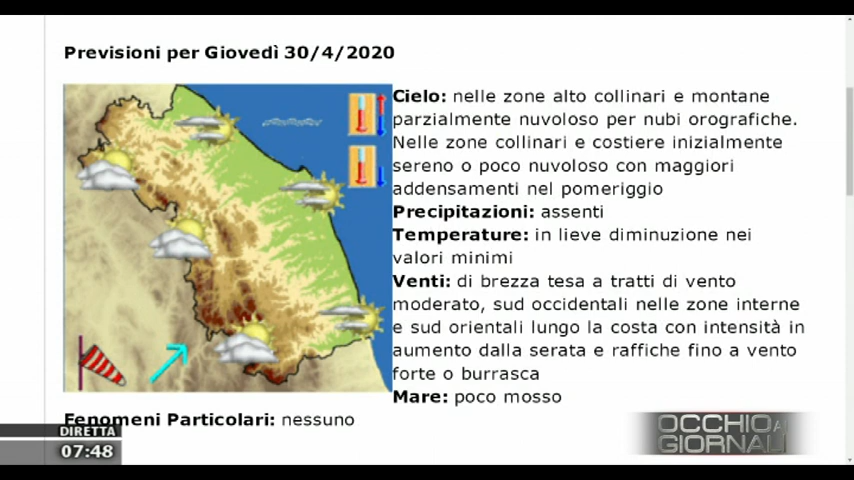 Previsioni per Giovedì 30/4/2020
Cielo: nelle zone alto collinari e montane
parzialmente nuvoloso per nubi orografiche.
Nelle zone collinari e costiere inizialmente
sereno o poco nuvoloso con maggiori
addensamenti nel pomeriggio
Precipitazioni: assenti
Temperature: in lieve diminuzione nei
valori minimi
Venti: di brezza tesa a tratti di vento
moderato, sud occidentali nelle zone interne
e sud orientali lungo la costa con intensità in
aumento dalla serata e raffiche fino a vento
forte o burrasca
Mare: poco mosso
Fenomeni Particolari: nessuno
DIRETTA
07:48
OCCHIO AI
GIORNALI